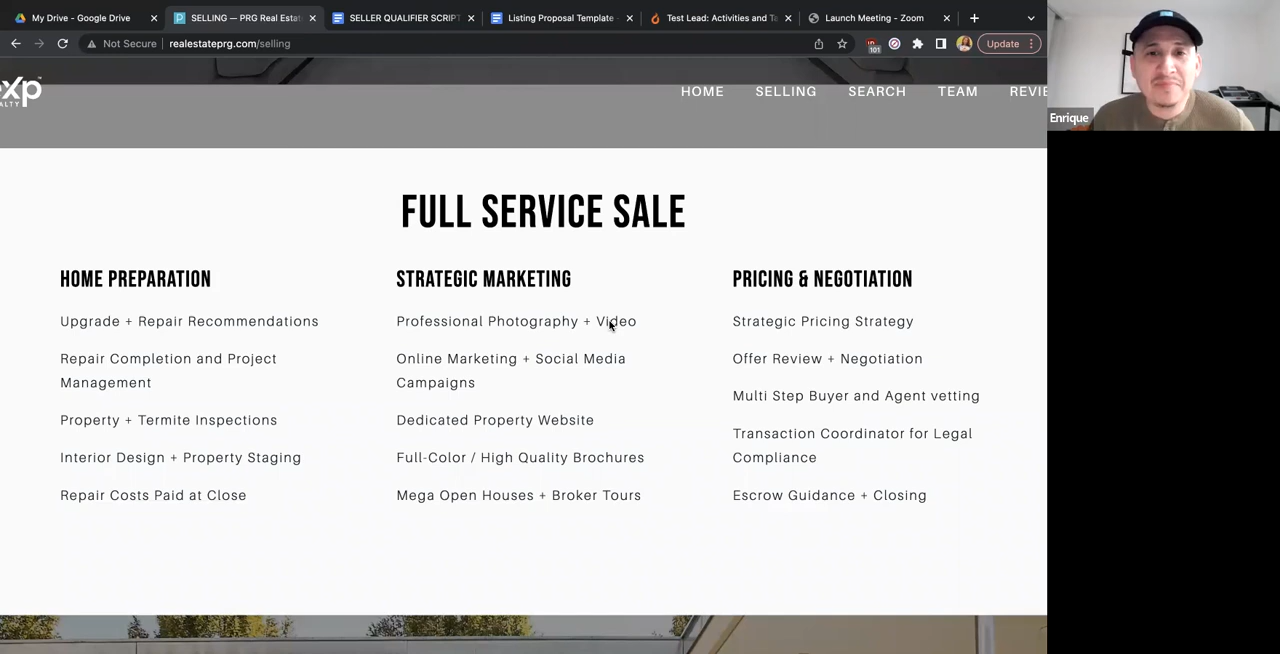 My Drive - Google Drive
SELLING — PRG Real Estat
SELLER QUALIFIER SCRIPT
Listing Proposal Template -
Test Lead: Activities and Ta
Launch Meeting - Zoom
Not Secure
realestateprg.com/selling
101
Update
exp
ALTY
HOME
SELLING
SEARCH
TEAM
REVIE
Enrique
FULL SERVICE SALE
HOME PREPARATION
Upgrade + Repair Recommendations
Repair Completion and Project
Management
Property + Termite Inspections
Interior Design + Property Staging
Repair Costs Paid at Close
STRATEGIC MARKETING
Professional Photography + Video
Online Marketing + Social Media
Campaigns
Dedicated Property Website
Full-Color / High Quality Brochures
Mega Open Houses + Broker Tours
PRICING & NEGOTIATION
Strategic Pricing Strategy
Offer Review + Negotiation
Multi Step Buyer and Agent vetting
Transaction Coordinator for Legal
Compliance
Escrow Guidance + Closing